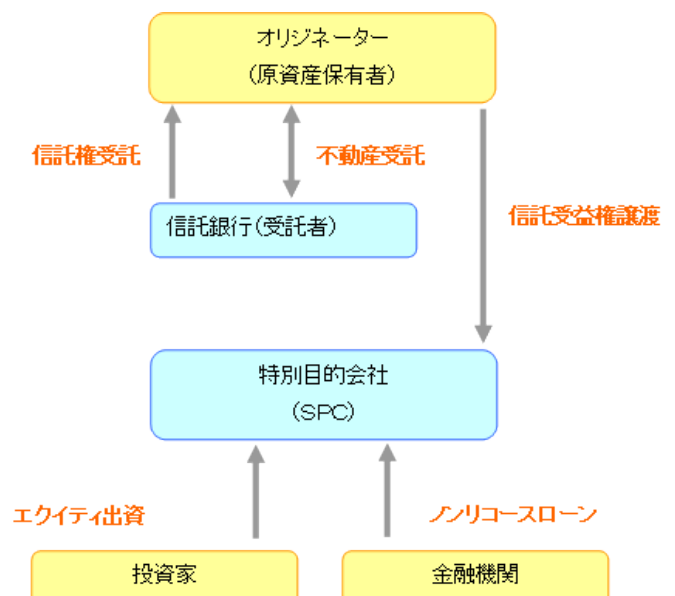 オリジネーター
（原資産保有者）
信託権受託
不動産受託
信託銀行（受託者）
信託受益権譲渡
特別目的会社
（SPC）
エクイティ出資
ノンリコースローン
投資家
金融機関